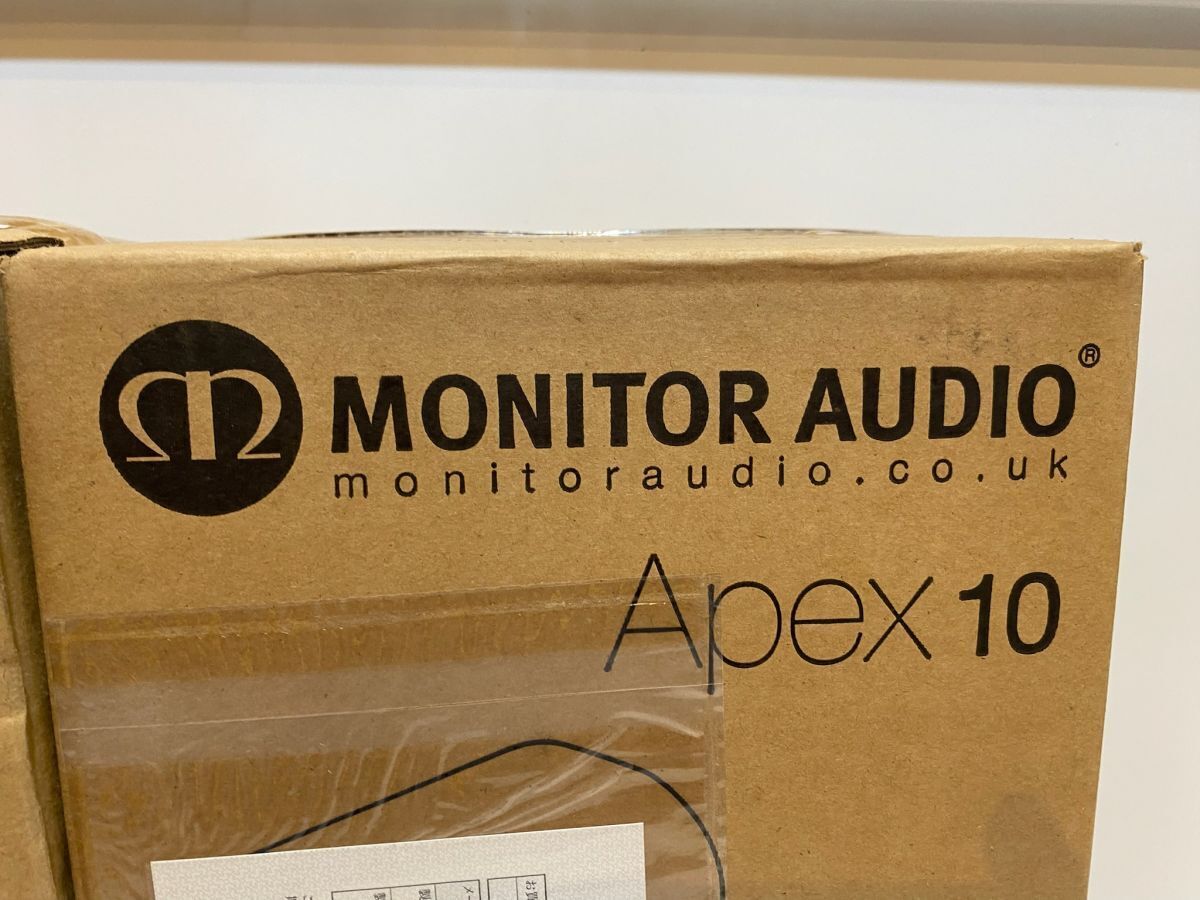 MONITOR AUDIO®
monitoraudio.co.uk
Apex 10